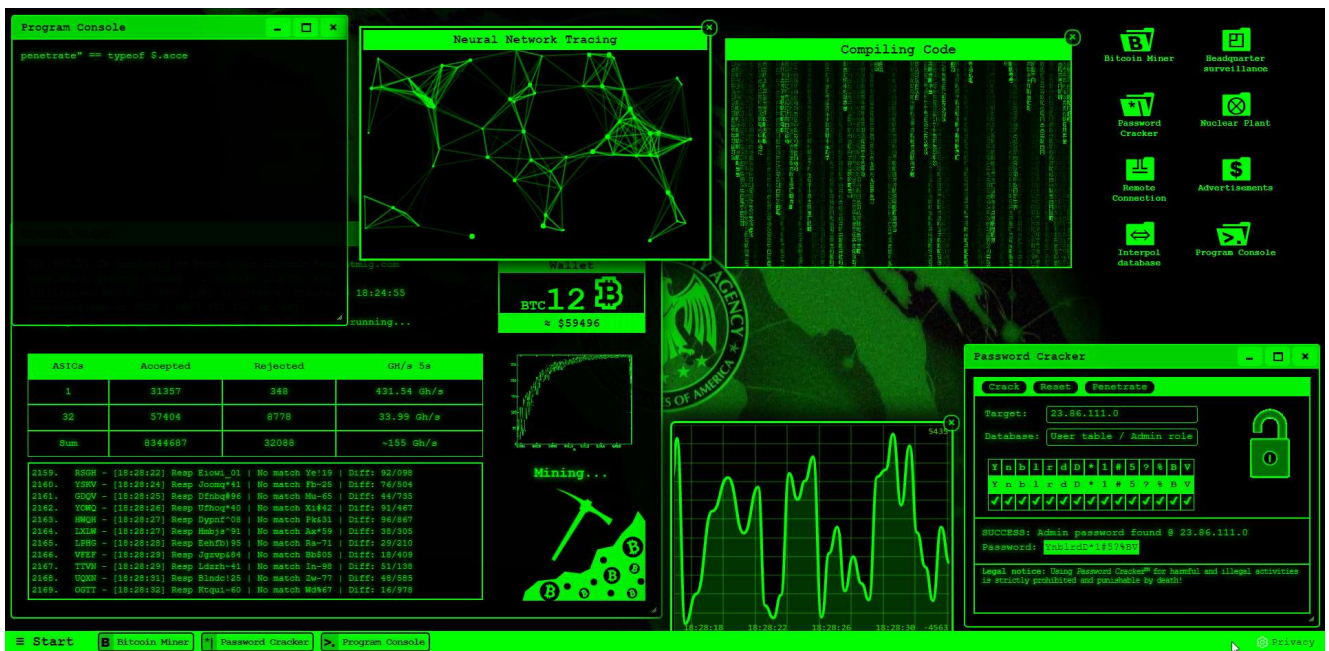 Program Console
penetrate" == typeof S.acce
Neural Network Tracing
Compiling Code
Bitcoin Miner
Headquarter
surveillance
Password
Cracker
Nuclear Plant
Remote
Connection
Advertisements
Interpol
database
Program Console
18:24:55
running...
Wallet
BTC 12
≈ $59496
ASICs Accepted Rejected GH/s 5s
1 31357 348 431.54 Gh/s
32 57404 8778 33.99 Gh/s
Sum 8344687 32088 ~155 Gh/s
2159. RSGH - [18:28:22] Resp Eiowi_01 | No match Ye!19 | Diff: 92/098
2160. YSKV - [18:28:24] Resp Jcomq*41 | No match Fb-25 | Diff: 76/504
2161. GDQV - [18:28:25] Resp Dfnbq#96 | No match Mu-65 | Diff: 44/735
2162. YCWQ - [18:28:26] Resp Ufhoq*40 | No match Xi#42 | Diff: 91/467
2163. HWQH - [18:28:27] Resp Dypnf^08 | No match Pk&31 | Diff: 96/867
2164. LXLW - [18:28:27] Resp Hmbjs^91 | No match Ax*59 | Diff: 38/305
2165. LPHG - [18:28:28] Resp Eehfb)95 | No match Ra-71 | Diff: 29/210
2166. VFEF - [18:28:29] Resp Jgzvp&84 | No match Bb$05 | Diff: 18/409
2167. TTVN - [18:28:29] Resp Ldzrh-41 | No match In-98 | Diff: 51/138
2168. UQXN - [18:28:31] Resp Blndc!25 | No match Zw-77 | Diff: 48/585
2169. OGTT - [18:28:32] Resp Ktqui-60 | No match Wd%67 | Diff: 16/978
Mining...
AGENCY
S OF AMERICA
5435
18:28:18 18:28:22 18:28:26 18:28:30 -4563
Password Cracker
Crack Reset Penetrate
Target: 23.86.111.0
Database: User table / Admin role
Y n b l r d D * 1 # 5 ? % B V
Y n b l r d D * 1 # 5 ? % B V
SUCCESS: Admin password found @ 23.86.111.0
Password: YnblrdD*1#5?%BV
Legal notice: Using Password Cracker™ for harmful and illegal activities
is strictly prohibited and punishable by death!
≡ Start Bitcoin Miner *| Password Cracker >. Program Console Privacy